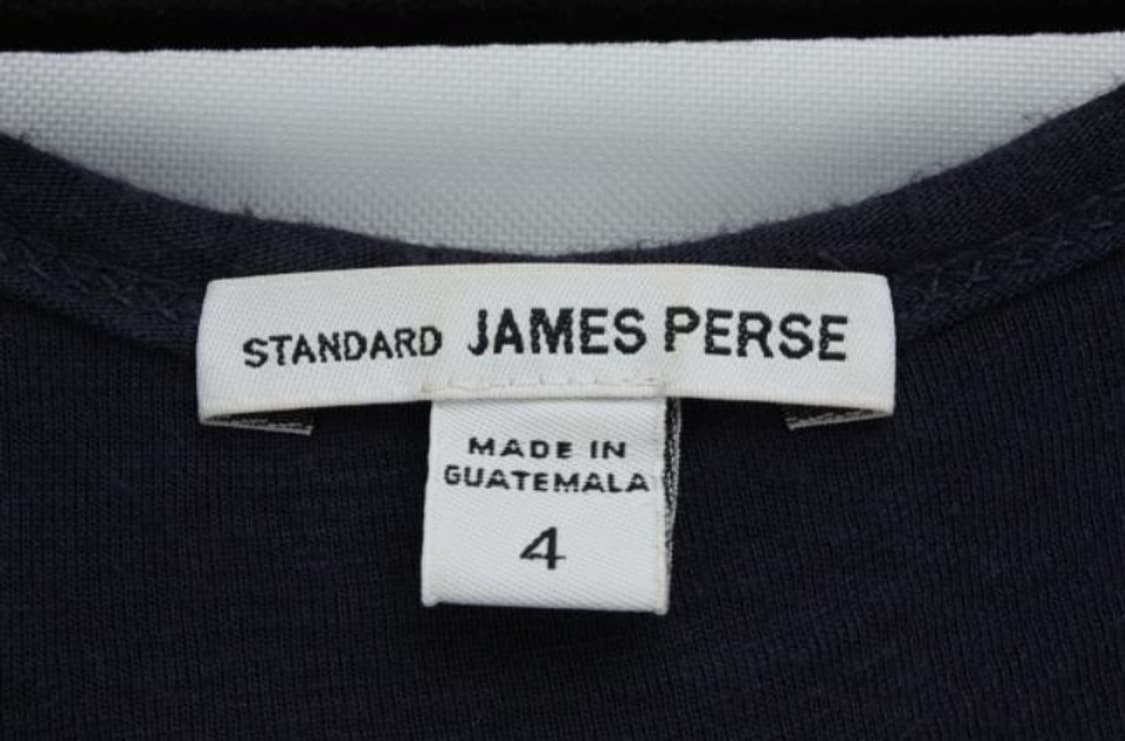 STANDARD JAMES PERSE
MADE IN
GUATEMALA
4